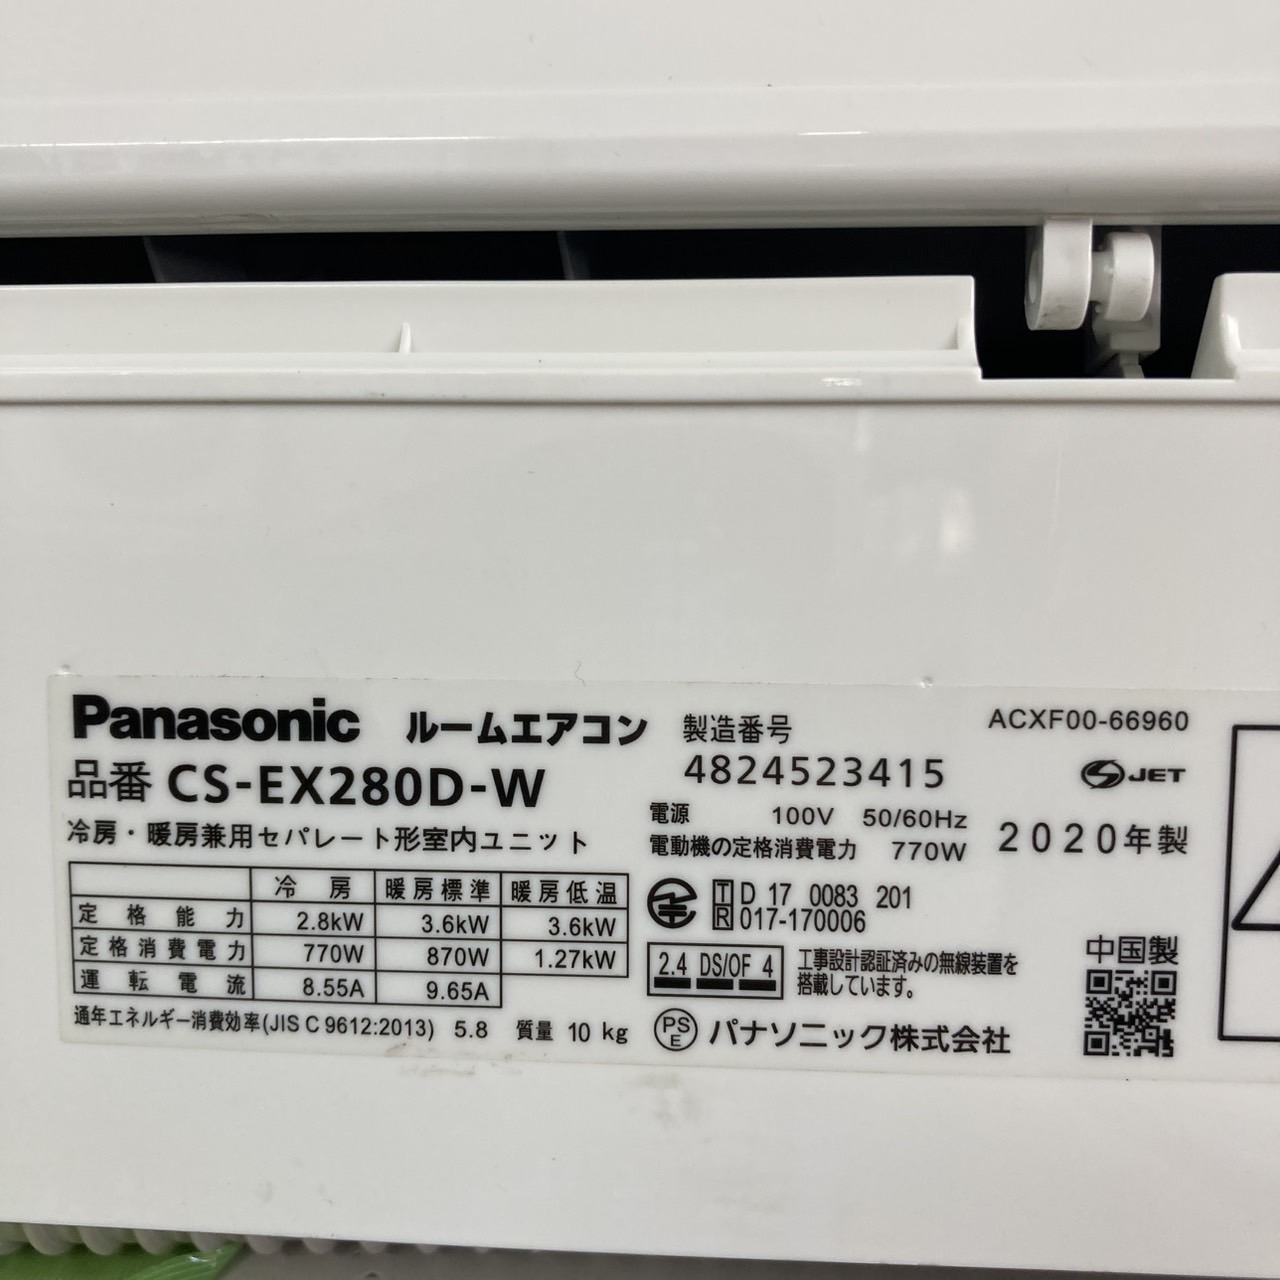 Panasonic ルームエアコン
品番 CS-EX280D-W
冷房・暖房兼用セパレート形室内ユニット
冷房 暖房標準 暖房低温
定格能力 2.8kW 3.6kW 3.6kW
定格消費電力 770W 870W 1.27kW
運転電流 8.55A 9.65A
通年エネルギー消費効率(JIS C 9612:2013) 5.8 質量 10 kg
製造番号
4824523415
電源 100V 50/60Hz
電動機の定格消費電力 770W
T D 17 0083 201
R 017-170006
2.4 DS/OF 4
工事設計認証済みの無線装置を
搭載しています。
PS
E
パナソニック株式会社
ACXF00-66960
JET
2020年製
中国製